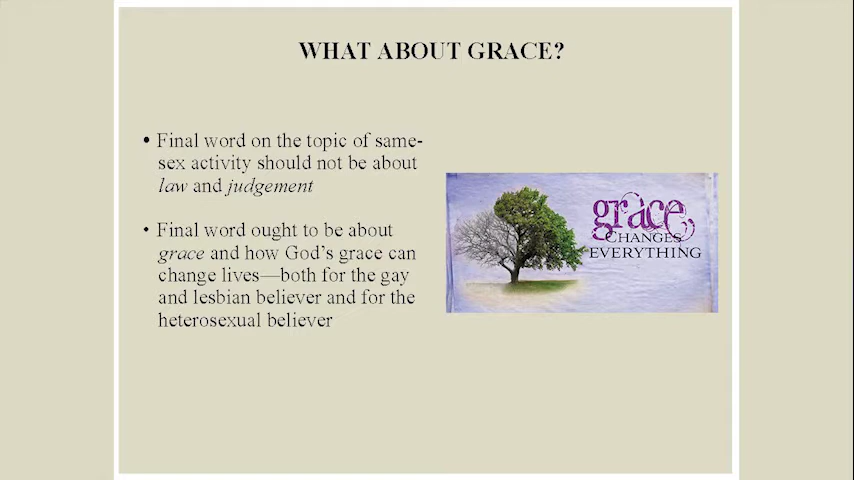 WHAT ABOUT GRACE?
• Final word on the topic of same-
sex activity should not be about
law and judgement
• Final word ought to be about
grace and how God's grace can
change lives—both for the gay
and lesbian believer and for the
heterosexual believer
grace
CHANGES
EVERYTHING